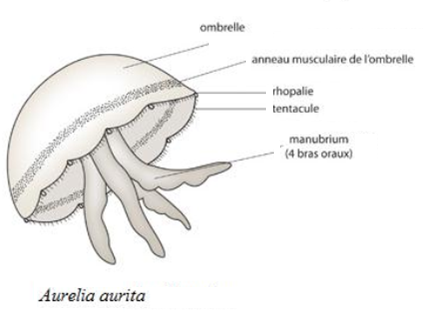 ombrelle
anneau musculaire de l'ombrelle
rhopalie
tentacule
manubrium
(4 bras oraux)
Aurelia aurita